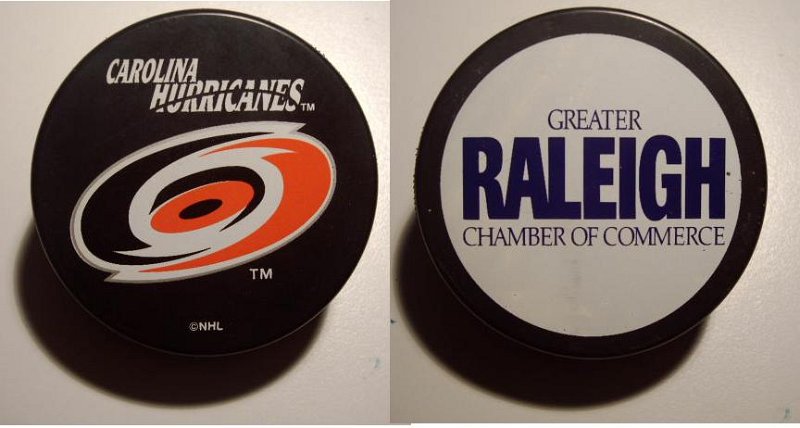 CAROLINA
HURRICANES™
TM
©NHL
GREATER
RALEIGH
CHAMBER OF COMMERCE